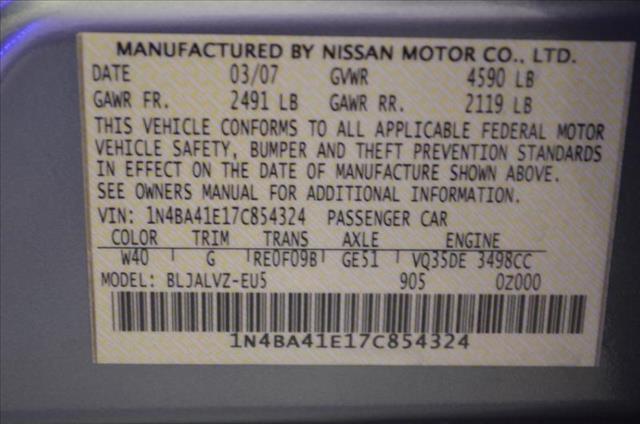 MANUFACTURED BY NISSAN MOTOR CO., LTD.
DATE 03/07 GVWR 4590 LB
GAWR FR. 2491 LB GAWR RR. 2119 LB
THIS VEHICLE CONFORMS TO ALL APPLICABLE FEDERAL MOTOR
VEHICLE SAFETY, BUMPER AND THEFT PREVENTION STANDARDS
IN EFFECT ON THE DATE OF MANUFACTURE SHOWN ABOVE.
SEE OWNERS MANUAL FOR ADDITIONAL INFORMATION.
VIN: 1N4BA41E17C854324 PASSENGER CAR
COLOR TRIM TRANS AXLE ENGINE
W40 G RE0F09B GE51 VQ35DE 3498CC
MODEL: BLJALVZ-EU5 905 0Z000
1N4BA41E17C854324